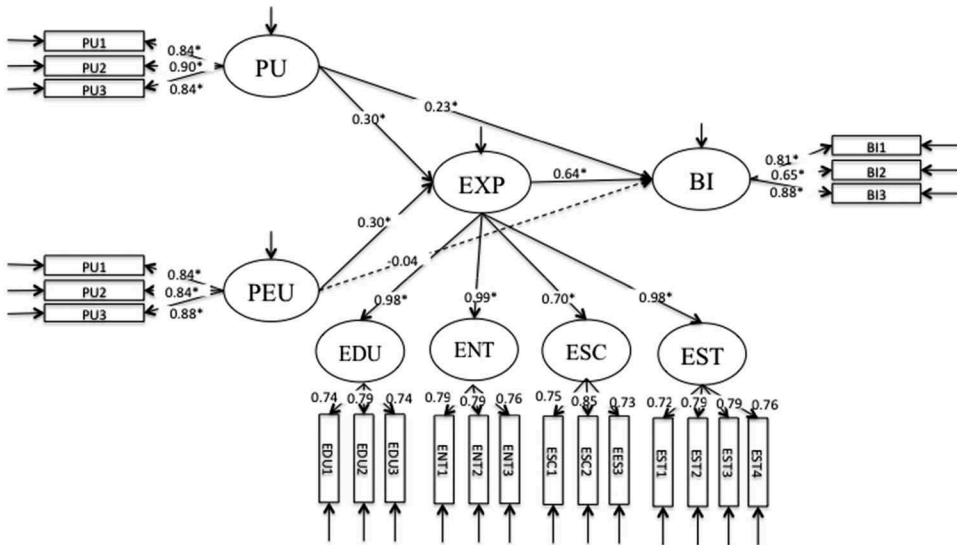 PU1
PU2
PU3
0.84*
0.90*
0.84*
PU
0.30*
0.23*
EXP
0.64*
BI
0.81*
0.65*
0.88*
BI1
BI2
BI3
0.30*
-0.04
PU1
PU2
PU3
0.84*
0.84*
0.88*
PEU
0.98*
0.99*
0.70*
0.98*
EDU
ENT
ESC
EST
0.74
0.79
0.74
0.79
0.79
0.76
0.75
0.85
0.73
0.72
0.79
0.79
0.76
EDU1
EDU2
EDU3
ENT1
ENT2
ENT3
ESC1
ESC2
EES3
EST1
EST2
EST3
EST4